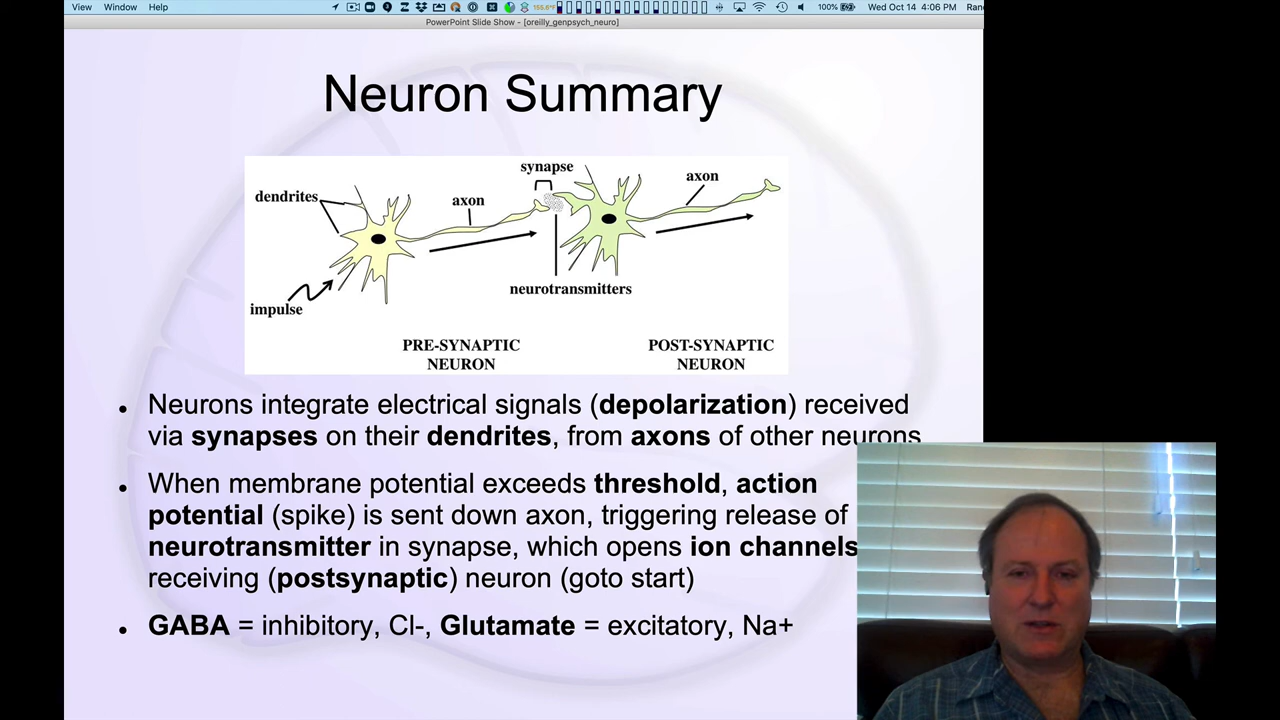 View Window Help 155.6°F 100% Wed Oct 14 4:06 PM Ran
PowerPoint Slide Show - [oreilly_genpsych_neuro]
Neuron Summary
synapse
axon
dendrites
axon
neurotransmitters
impulse
PRE-SYNAPTIC
NEURON
POST-SYNAPTIC
NEURON
• Neurons integrate electrical signals (depolarization) received
via synapses on their dendrites, from axons of other neurons
• When membrane potential exceeds threshold, action
potential (spike) is sent down axon, triggering release of
neurotransmitter in synapse, which opens ion channels
receiving (postsynaptic) neuron (goto start)
• GABA = inhibitory, Cl-, Glutamate = excitatory, Na+